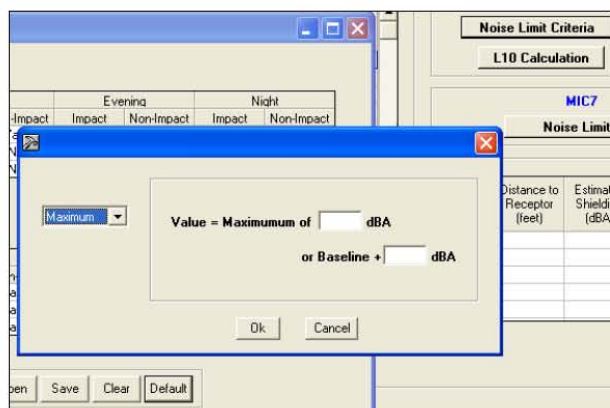 Noise Limit Criteria
L10 Calculation
MIC7
Noise Limit
Evening
Night
-Impact
Impact
Non-Impact
Impact
Non-Impact
Distance to
Receptor
(feet)
Estimat
Shieldi
(dBA
Maximum
Value = Maximumum of
dBA
or Baseline +
dBA
Ok
Cancel
pen
Save
Clear
Default